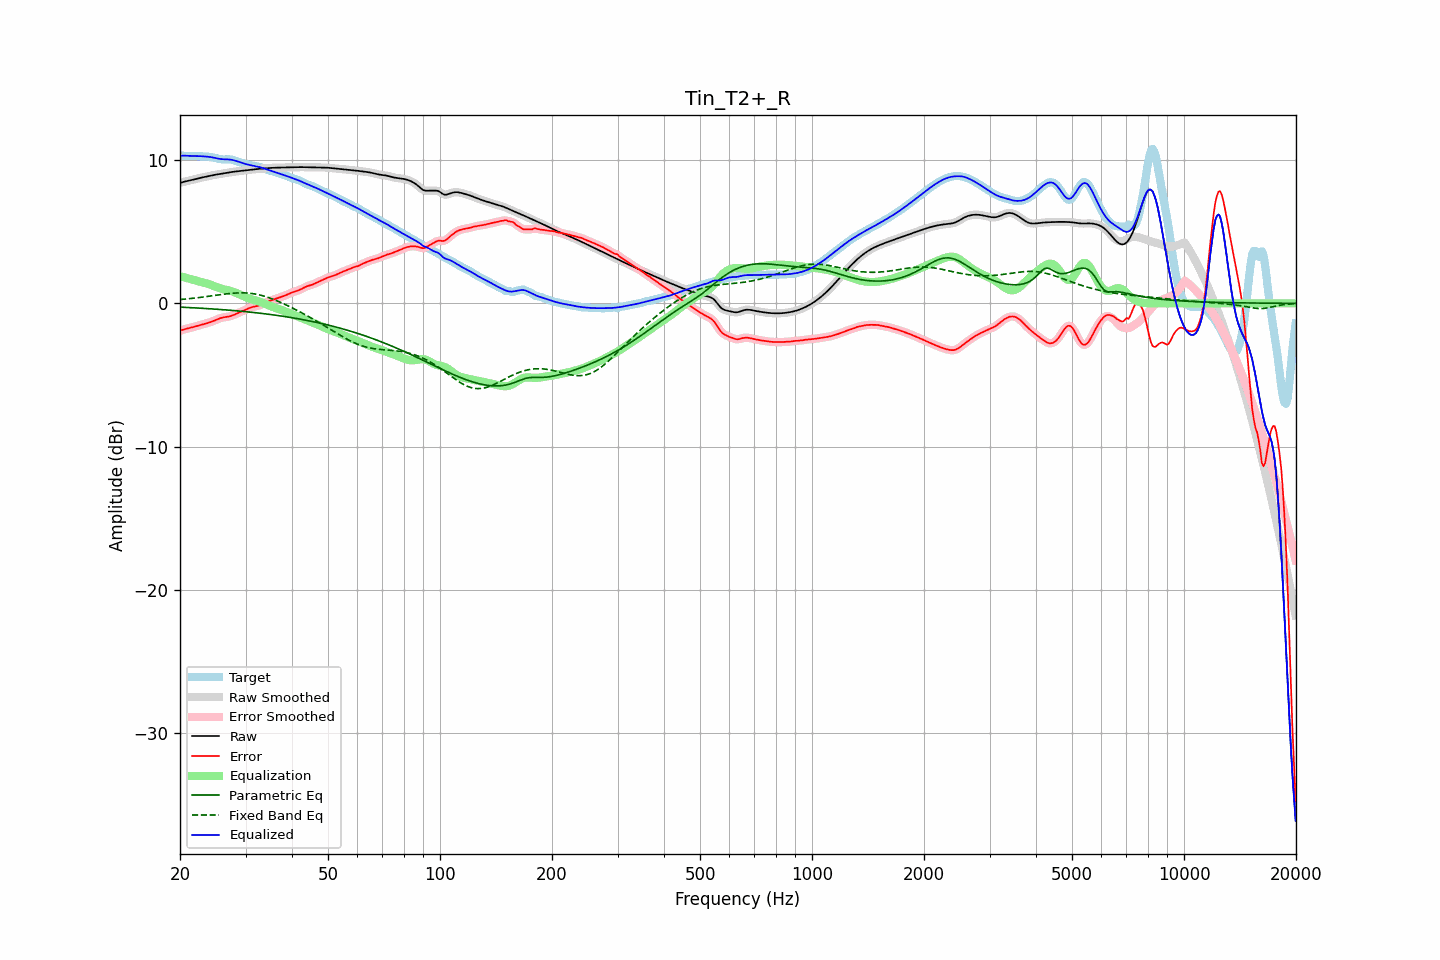 Tin_T2+_R
Amplitude (dBr)
10
0
−10
−20
−30
Target
Raw Smoothed
Error Smoothed
Raw
Error
Equalization
Parametric Eq
Fixed Band Eq
Equalized
20 50 100 200 500 1000 2000 5000 10000 20000
Frequency (Hz)